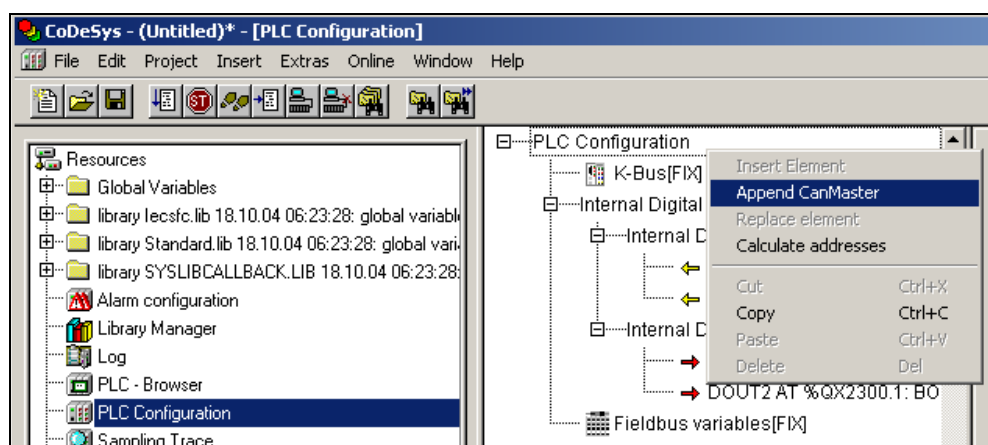 CoDeSys - (Untitled)* - [PLC Configuration]
File Edit Project Insert Extras Online Window Help
ST
Resources
Global Variables
library Iecsfc.lib 18.10.04 06:23:28: global variabl
library Standard.lib 18.10.04 06:23:28: global vari
library SYSLIBCALLBACK.LIB 18.10.04 06:23:28:
Alarm configuration
Library Manager
Log
PLC - Browser
PLC Configuration
Sampling Trace
PLC Configuration
K-Bus[FIX]
Internal Digital
Internal D
Internal D
DOUT2 AT %QX2300.1: BO
Fieldbus variables[FIX]
Insert Element
Append CanMaster
Replace element
Calculate addresses
Cut Ctrl+X
Copy Ctrl+C
Paste Ctrl+V
Delete Del